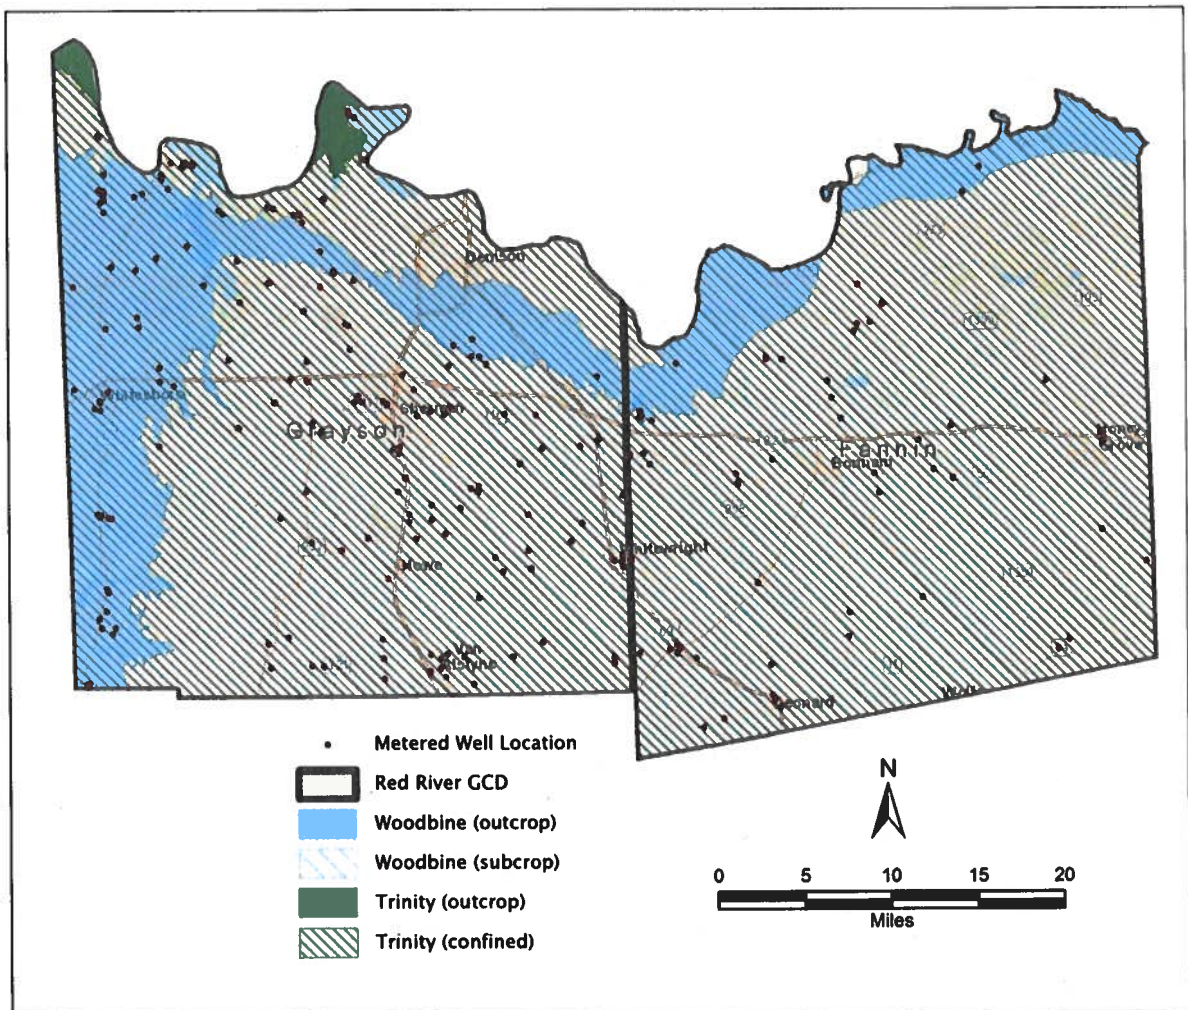 Denison
Whitesboro
Sherman
Grayson
Fannin
Bonham
Honey
Grove
Whitewright
Howe
Van
Alstyne
Leonard
Metered Well Location
Red River GCD
Woodbine (outcrop)
Woodbine (subcrop)
Trinity (outcrop)
Trinity (confined)
N
0 5 10 15 20
Miles